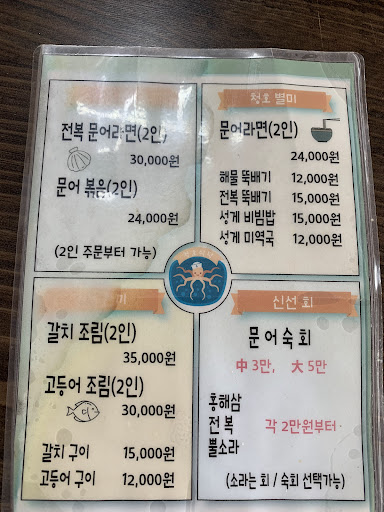 전복 문어라면(2인)
30,000원
문어 볶음(2인)
24,000원
(2인 주문부터 가능)
청호 별미
문어라면(2인)
24,000원
해물 뚝배기 12,000원
전복 뚝배기 15,000원
성게 비빔밥 15,000원
성게 미역국 12,000원
미
갈치 조림(2인)
35,000원
고등어 조림(2인)
30,000원
갈치 구이 15,000원
고등어 구이 12,000원
신선 회
문어숙회
中 3만, 大 5만
홍해삼
전복 각 2만원부터
뿔소라
(소라는 회 / 숙회 선택가능)